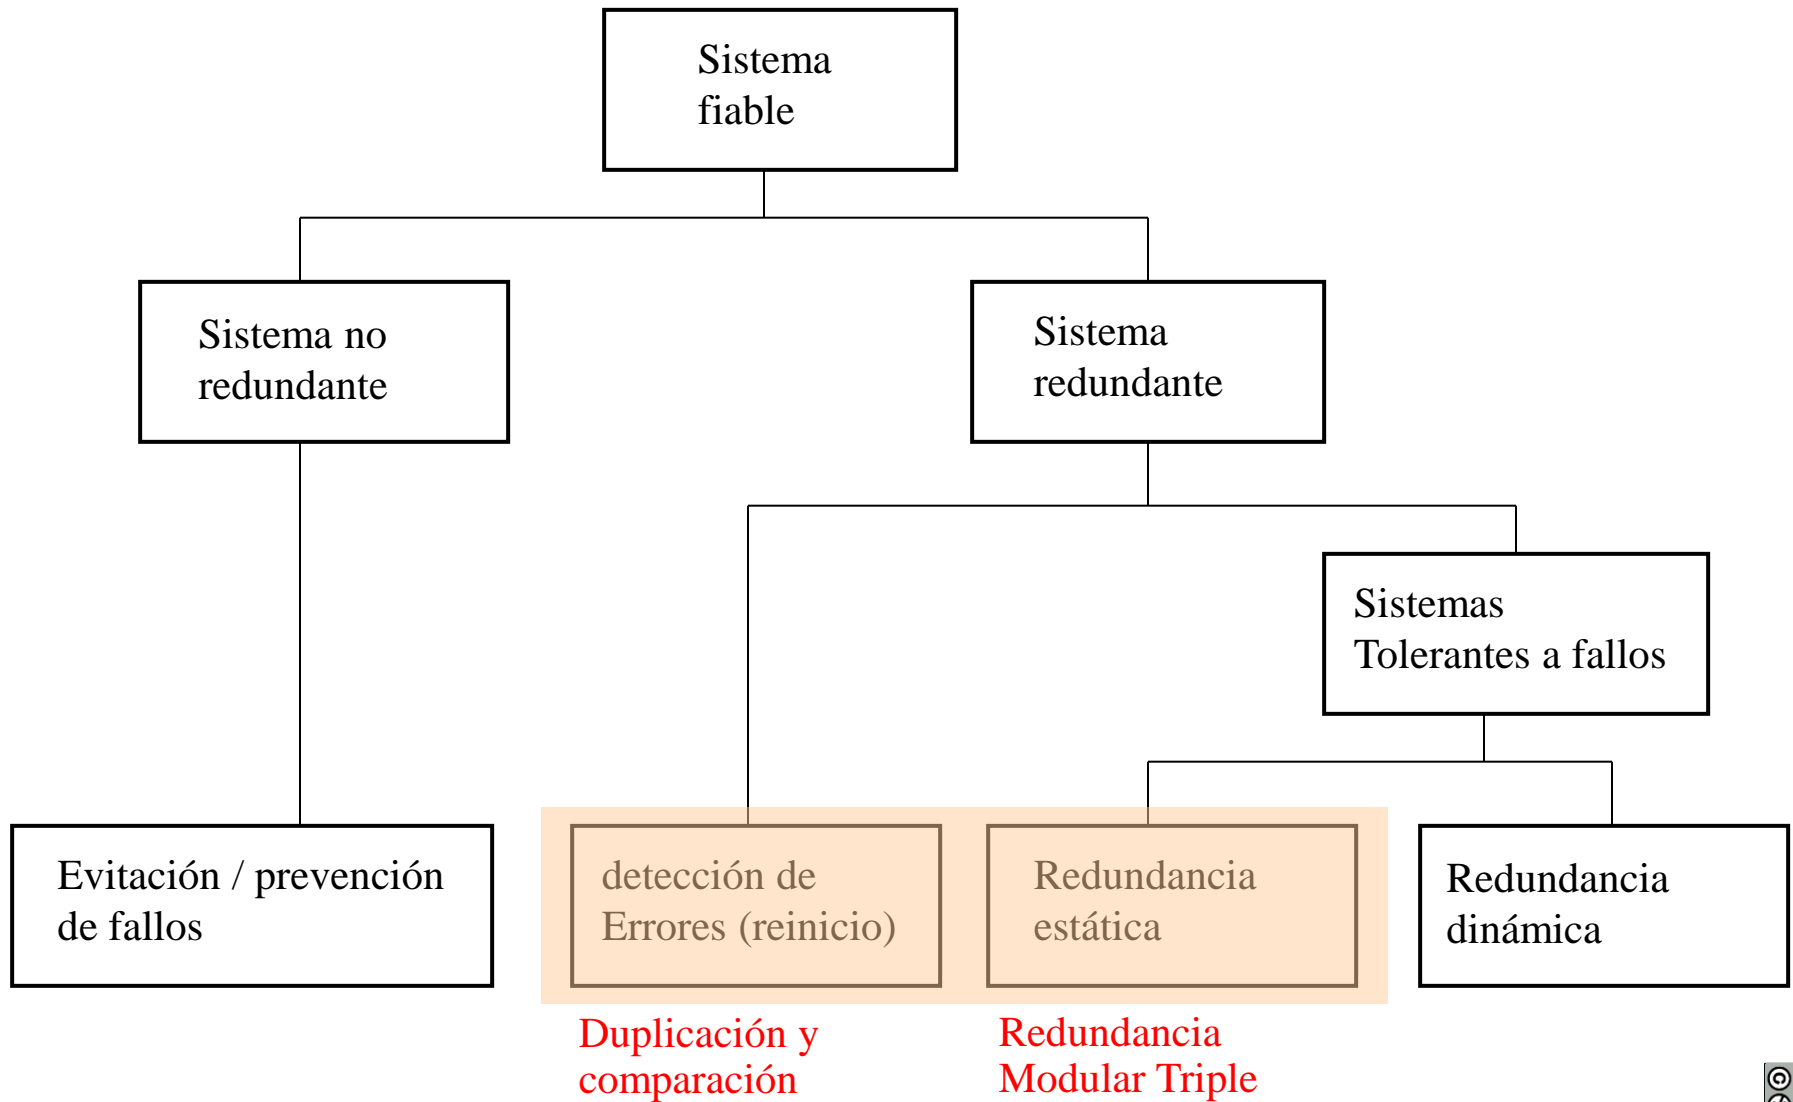 Sistema
fiable
Sistema no
redundante
Sistema
redundante
Sistemas
Tolerantes a fallos
Evitación / prevención
de fallos
detección de
Errores (reinicio)
Redundancia
estática
Redundancia
dinámica
Duplicación y
comparación
Redundancia
Modular Triple